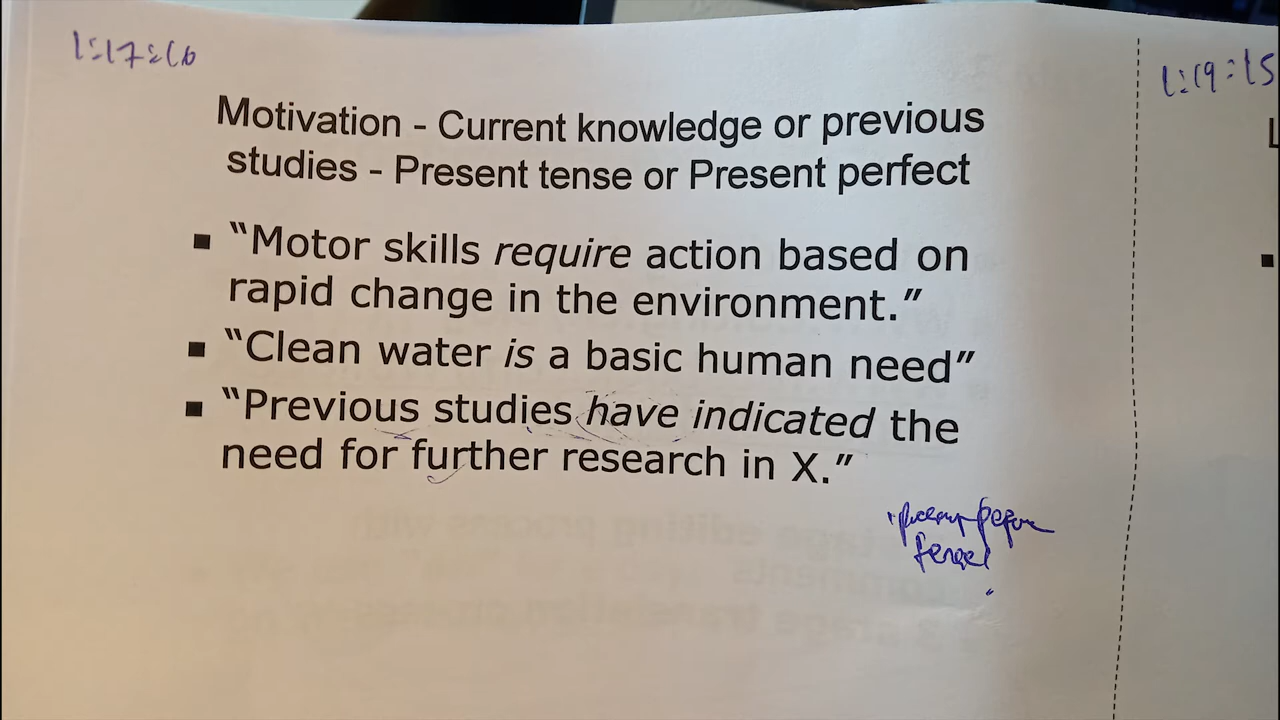 1:17:16
1:19:15
Motivation - Current knowledge or previous
studies - Present tense or Present perfect
▪ “Motor skills require action based on
rapid change in the environment.”
▪ “Clean water is a basic human need”
▪ “Previous studies have indicated the
need for further research in X.”
tense